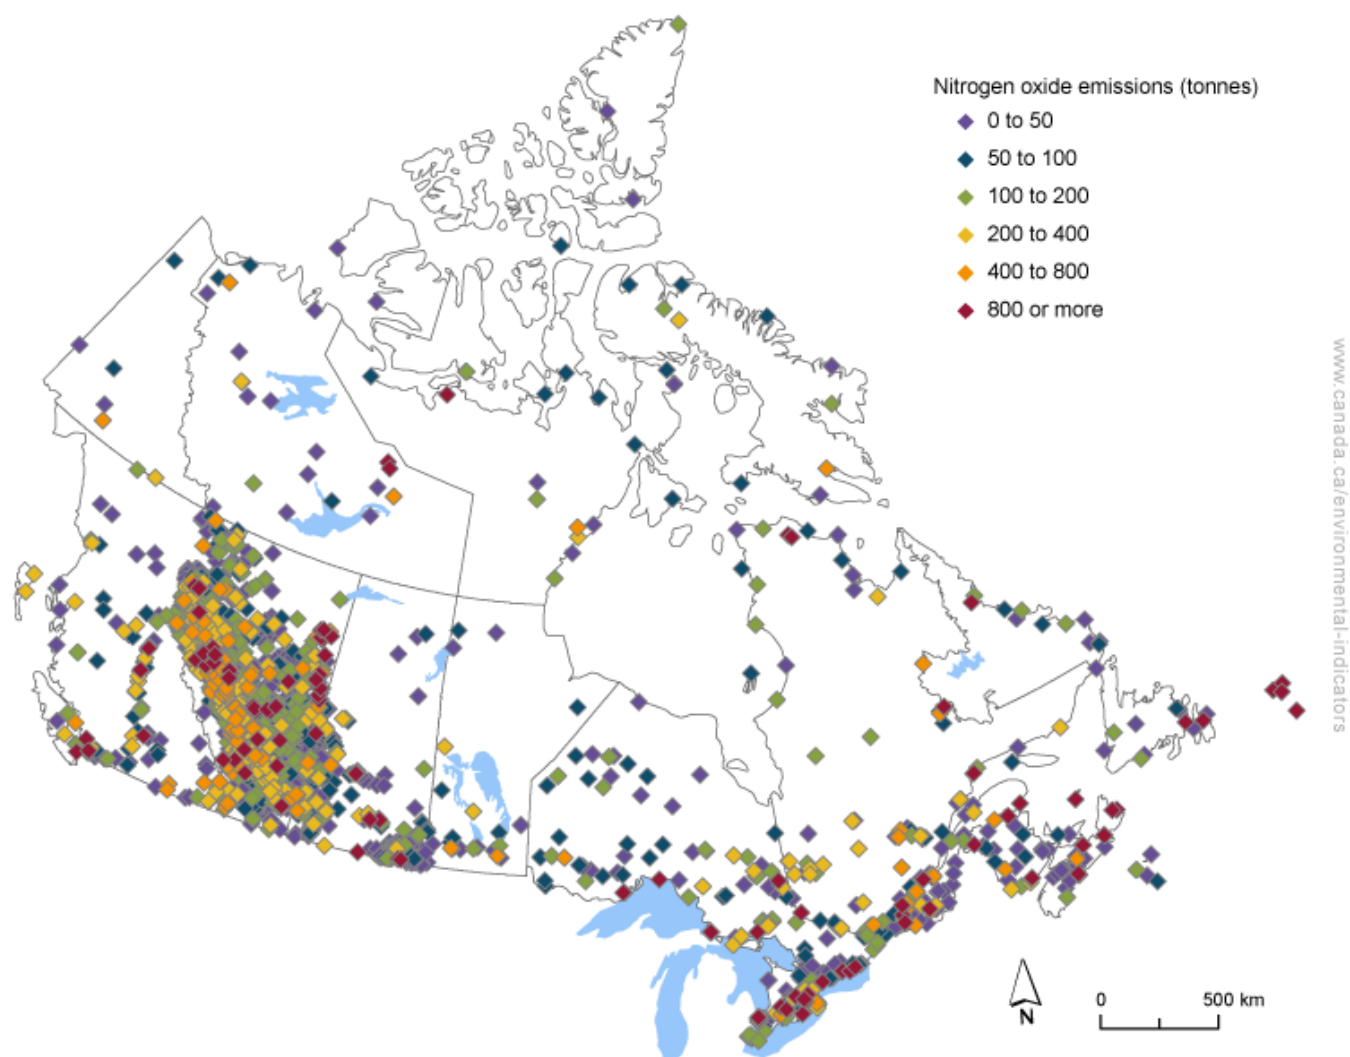 Nitrogen oxide emissions (tonnes)
0 to 50
50 to 100
100 to 200
200 to 400
400 to 800
800 or more
www.canada.ca/environmental-indicators
N
0 500 km